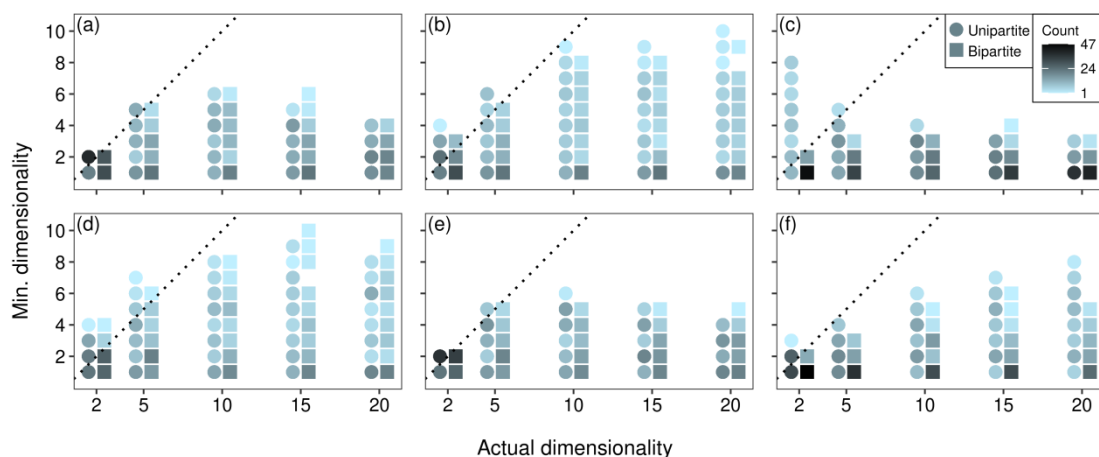 (a)
(b)
(c)
Unipartite
Bipartite
Count
47
24
1
10
8
6
4
2
(d)
(e)
(f)
10
8
6
4
2
2 5 10 15 20
2 5 10 15 20
2 5 10 15 20
Min. dimensionality
Actual dimensionality